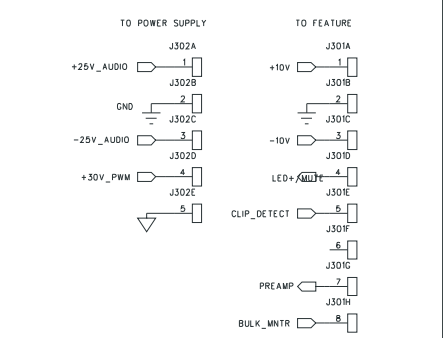 TO POWER SUPPLY
J302A
+25V_AUDIO 1
J302B
GND 2
J302C
-25V_AUDIO 3
J302D
+30V_PWM 4
J302E
5
TO FEATURE
J301A
+10V 1
J301B
2
J301C
-10V 3
J301D
LED+/MUTE 4
J301E
CLIP_DETECT 5
J301F
6
J301G
PREAMP 7
J301H
BULK_MNTR 8